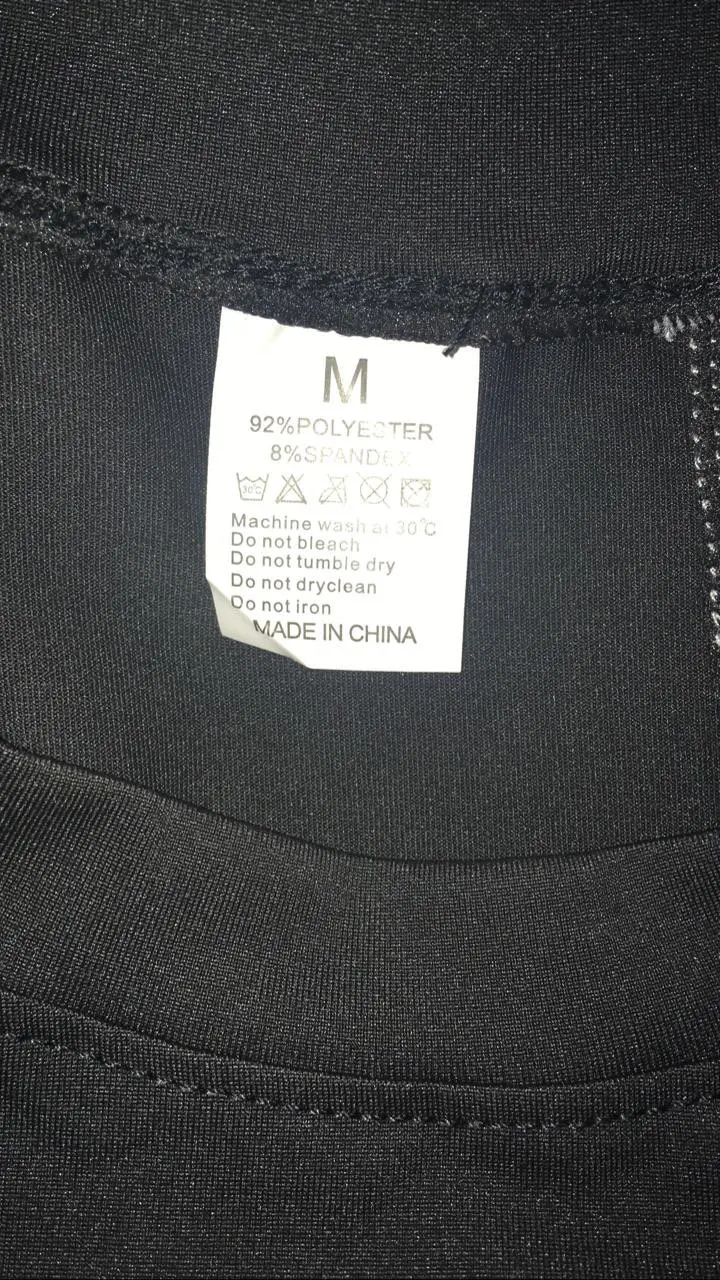 M
92%POLYESTER
8%SPANDEX
30℃
Machine wash at 30℃
Do not bleach
Do not tumble dry
Do not dryclean
Do not iron
MADE IN CHINA